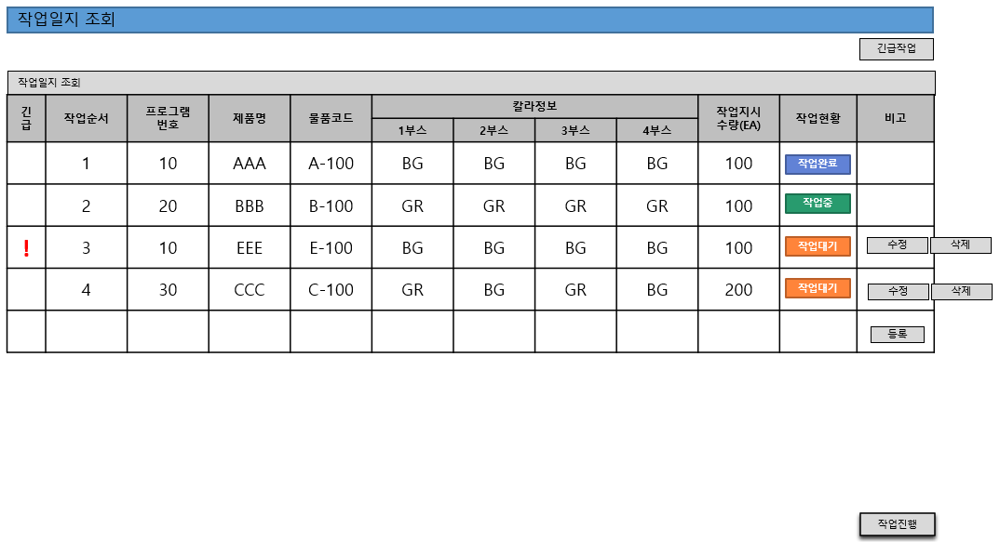 작업일지 조회
긴급작업
작업일지 조회
긴급 작업순서 프로그램 번호 제품명 물품코드 칼라정보 작업지시 수량(EA) 작업현황 비고
1부스 2부스 3부스 4부스
1 10 AAA A-100 BG BG BG BG 100 작업완료
2 20 BBB B-100 GR GR GR GR 100 작업중
! 3 10 EEE E-100 BG BG BG BG 100 작업대기 수정 삭제
4 30 CCC C-100 GR BG GR BG 200 작업대기 수정 삭제
등록
작업진행